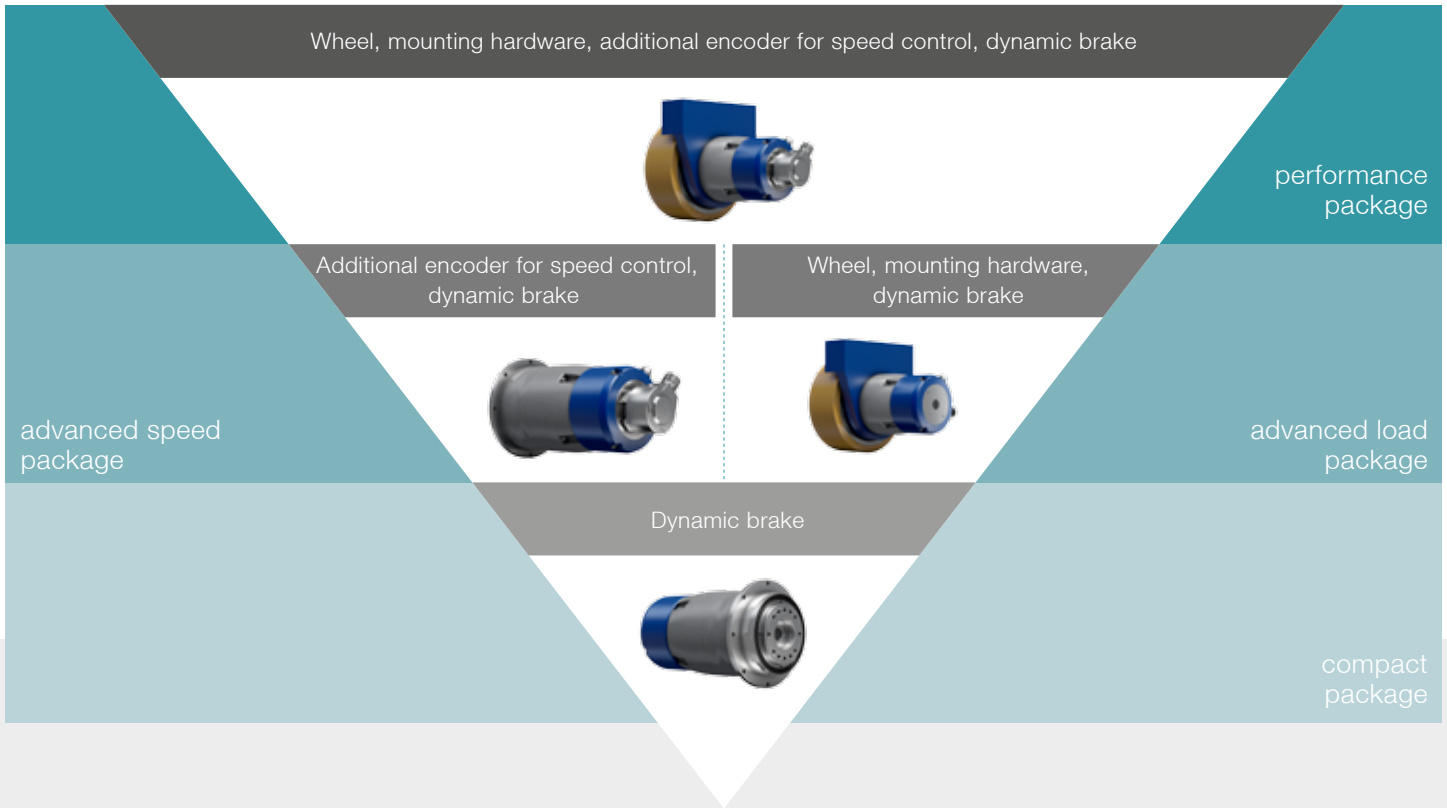 Wheel, mounting hardware, additional encoder for speed control, dynamic brake
performance
package
Additional encoder for speed control,
dynamic brake
Wheel, mounting hardware,
dynamic brake
advanced speed
package
advanced load
package
Dynamic brake
compact
package